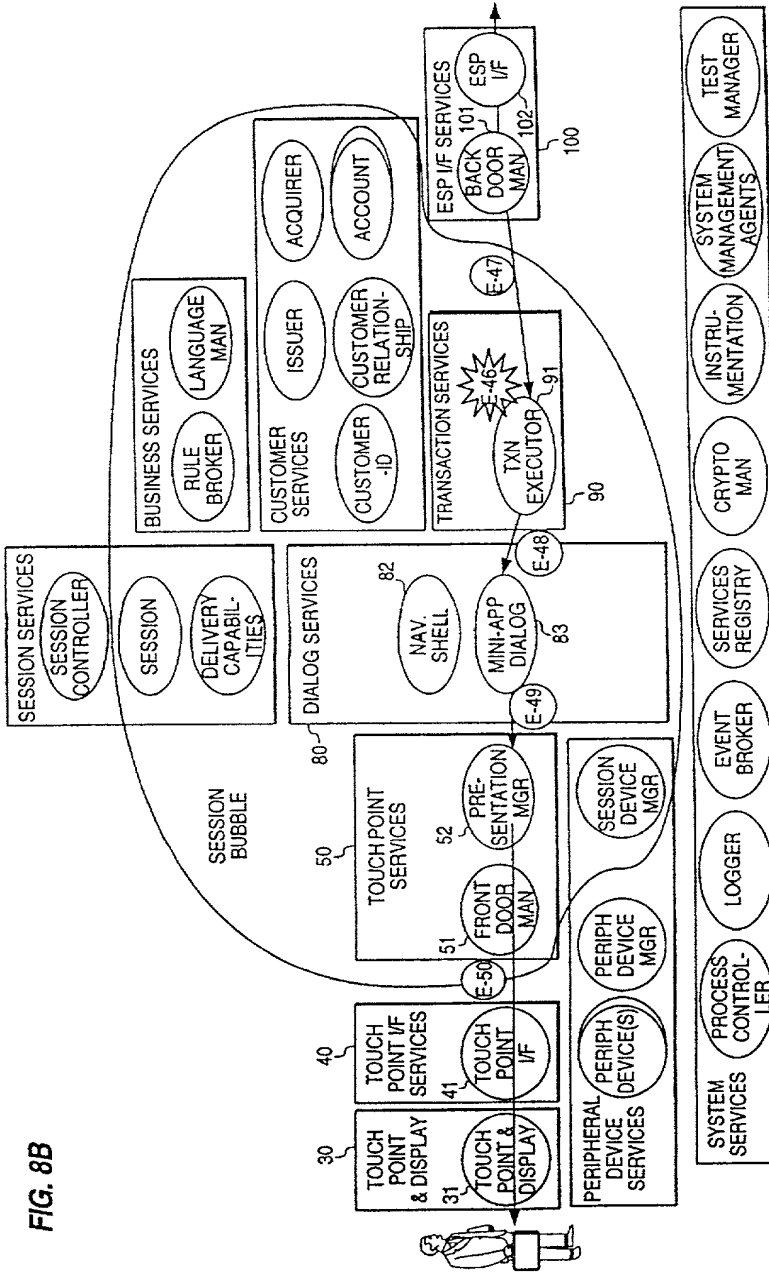 FIG. 8B
SESSION SERVICES
SESSION
CONTROLLER
SESSION
DELIVERY
CAPABIL-
ITIES
BUSINESS SERVICES
RULE
BROKER
LANGUAGE
MAN
SESSION
BUBBLE
CUSTOMER
SERVICES
ISSUER
ACQUIRER
CUSTOMER
-ID
CUSTOMER
RELATION-
SHIP
ACCOUNT
30
TOUCH
POINT
& DISPLAY
31
TOUCH
POINT &
DISPLAY
40
TOUCH
POINT I/F
SERVICES
41
TOUCH
POINT
I/F
E-50
50
TOUCH POINT
SERVICES
51
FRONT
DOOR
MAN
52
PRE-
SENTATION
MGR
E-49
80
DIALOG SERVICES
82
NAV.
SHELL
MINI-APP
DIALOG
83
E-48
TRANSACTION SERVICES
E-46
TXN
EXECUTOR
91
90
E-47
ESP I/F SERVICES
101
BACK
DOOR
MAN
ESP
I/F
102
100
PERIPHERAL
DEVICE
SERVICES
PERIPH
DEVICE(S)
PERIPH
DEVICE
MGR
SESSION
DEVICE
MGR
SYSTEM
SERVICES
PROCESS
CONTROL-
LER
LOGGER
EVENT
BROKER
SERVICES
REGISTRY
CRYPTO
MAN
INSTRU-
MENTATION
SYSTEM
MANAGEMENT
AGENTS
TEST
MANAGER